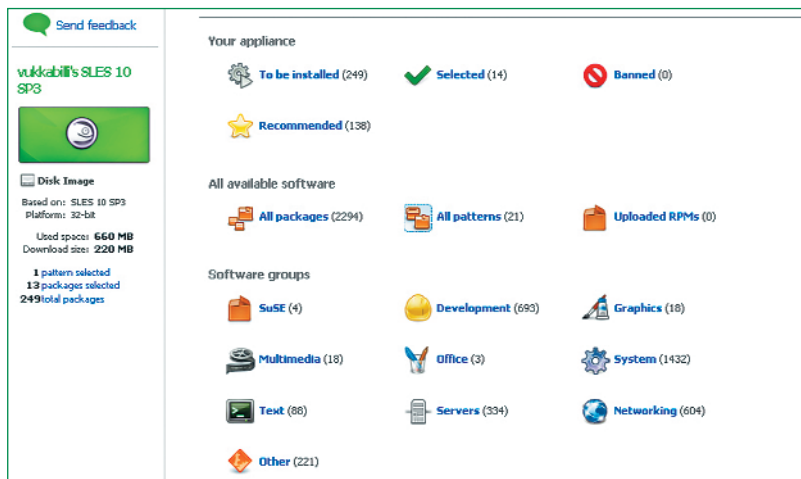 Send feedback
vukkabilli's SLES 10
SP3
Disk Image
Based on: SLES 10 SP3
Platform: 32-bit
Used space: 660 MB
Download size: 220 MB
1 pattern selected
13 packages selected
249 total packages
Your appliance
To be installed (249)
Selected (14)
Banned (0)
Recommended (138)
All available software
All packages (2294)
All patterns (21)
Uploaded RPMs (0)
Software groups
SuSE (4)
Development (693)
Graphics (18)
Multimedia (18)
Office (3)
System (1432)
Text (88)
Servers (334)
Networking (604)
Other (221)